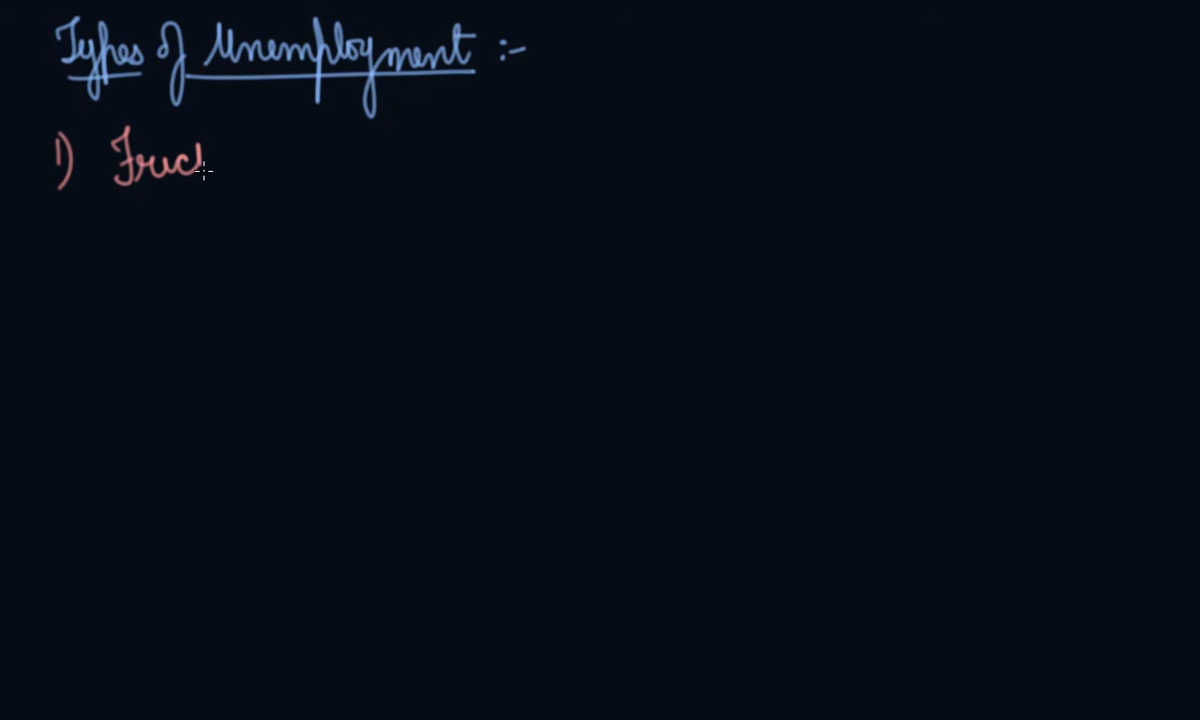 Types of Unemployment :-
1) Fric